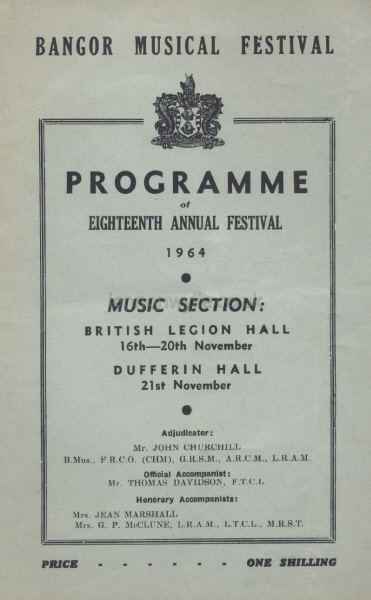 BANGOR MUSICAL FESTIVAL
PROGRAMME
of
EIGHTEENTH ANNUAL FESTIVAL
1964
MUSIC SECTION:
BRITISH LEGION HALL
16th—20th November
DUFFERIN HALL
21st November
Adjudicator:
Mr. JOHN CHURCHILL
B.Mus.. F.R.C.O. (CHM), G.R.S.M., A.R.C.M., L.R.A.M.
Official Accompanist:
Mr. THOMAS DAVIDSON, F.T.C.L.
Honorary Accompanists:
Mrs. JEAN MARSHALL
Mrs. G. P. McCLUNE, L.R.A.M., L.T.C.L., M.R.S.T.
PRICE - - - - - - ONE SHILLING